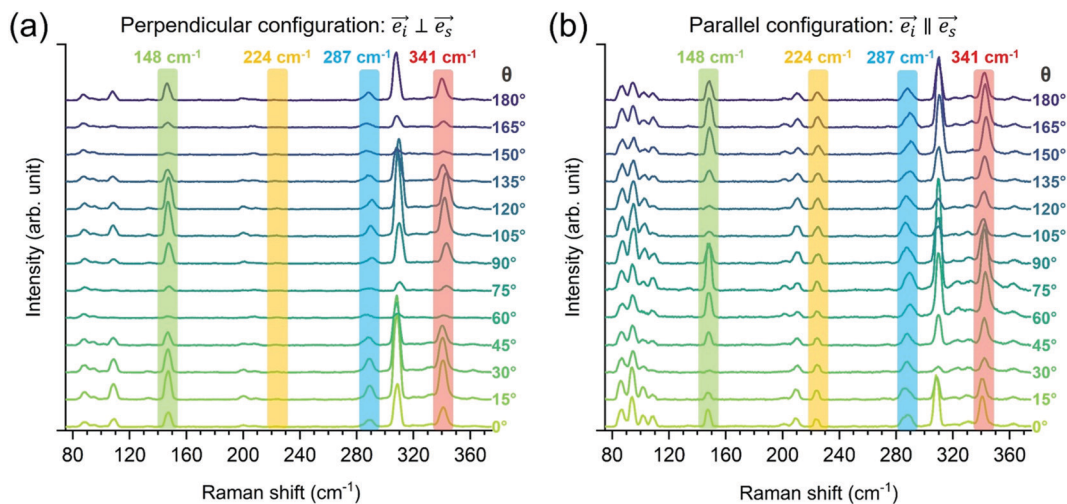 (a) Perpendicular configuration: e_i ⊥ e_s
148 cm⁻¹ 224 cm⁻¹ 287 cm⁻¹ 341 cm⁻¹ θ
180°
165°
150°
135°
120°
105°
90°
75°
60°
45°
30°
15°
0°
Intensity (arb. unit)
80 120 160 200 240 280 320 360
Raman shift (cm⁻¹)
(b) Parallel configuration: e_i ∥ e_s
148 cm⁻¹ 224 cm⁻¹ 287 cm⁻¹ 341 cm⁻¹ θ
180°
165°
150°
135°
120°
105°
90°
75°
60°
45°
30°
15°
0°
Intensity (arb. unit)
80 120 160 200 240 280 320 360
Raman shift (cm⁻¹)